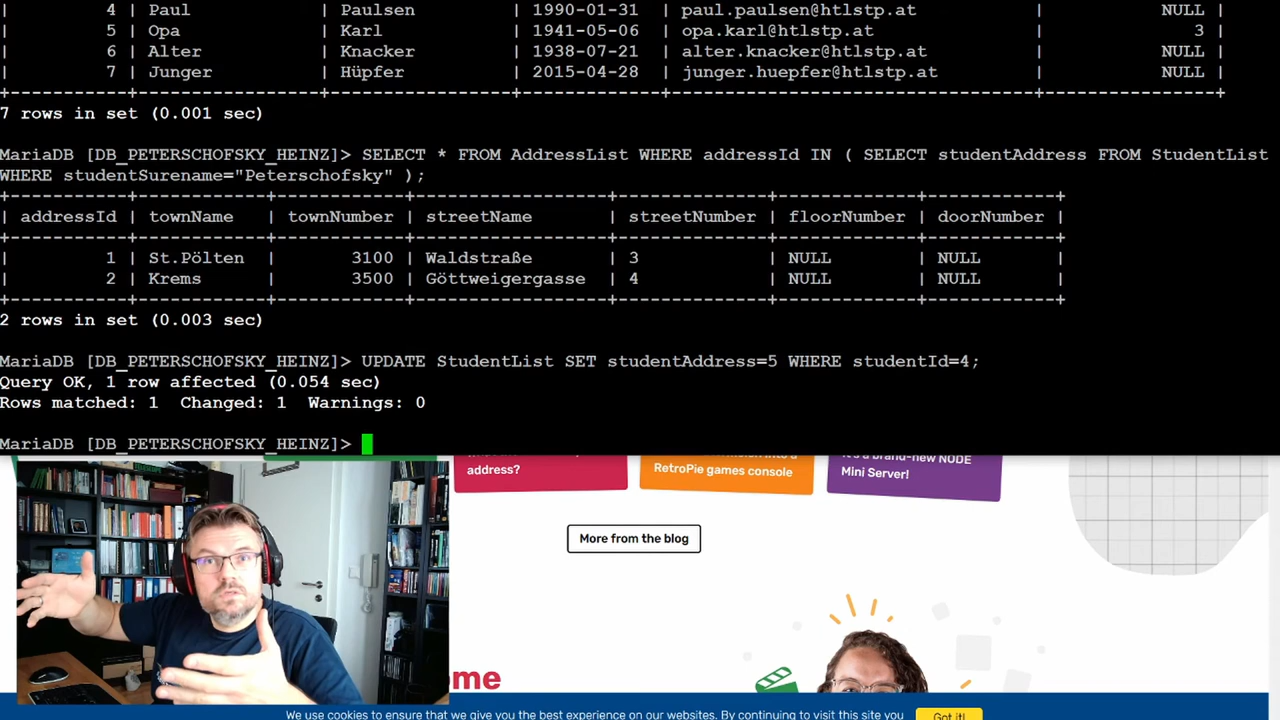 | 4 | Paul | Paulsen | 1990-01-31 | paul.paulsen@htlstp.at | NULL |
| 5 | Opa | Karl | 1941-05-06 | opa.karl@htlstp.at | 3 |
| 6 | Alter | Knacker | 1938-07-21 | alter.knacker@htlstp.at | NULL |
| 7 | Junger | Hüpfer | 2015-04-28 | junger.huepfer@htlstp.at | NULL |
+-----------+----------------+---------------+------------+------------------------------+----------------+
7 rows in set (0.001 sec)
MariaDB [DB_PETERSCHOFSKY_HEINZ]> SELECT * FROM AddressList WHERE addressId IN ( SELECT studentAddress FROM StudentList
WHERE studentSurename="Peterschofsky" );
+-----------+------------+------------+------------------+--------------+-------------+------------+
| addressId | townName | townNumber | streetName | streetNumber | floorNumber | doorNumber |
+-----------+------------+------------+------------------+--------------+-------------+------------+
| 1 | St.Pölten | 3100 | Waldstraße | 3 | NULL | NULL |
| 2 | Krems | 3500 | Göttweigergasse | 4 | NULL | NULL |
+-----------+------------+------------+------------------+--------------+-------------+------------+
2 rows in set (0.003 sec)
MariaDB [DB_PETERSCHOFSKY_HEINZ]> UPDATE StudentList SET studentAddress=5 WHERE studentId=4;
Query OK, 1 row affected (0.054 sec)
Rows matched: 1 Changed: 1 Warnings: 0
MariaDB [DB_PETERSCHOFSKY_HEINZ]>
address?
RetroPie games console
It's a brand-new NODE
Mini Server!
More from the blog
ome
We use cookies to ensure that we give you the best experience on our websites. By continuing to visit this site you
Got it!